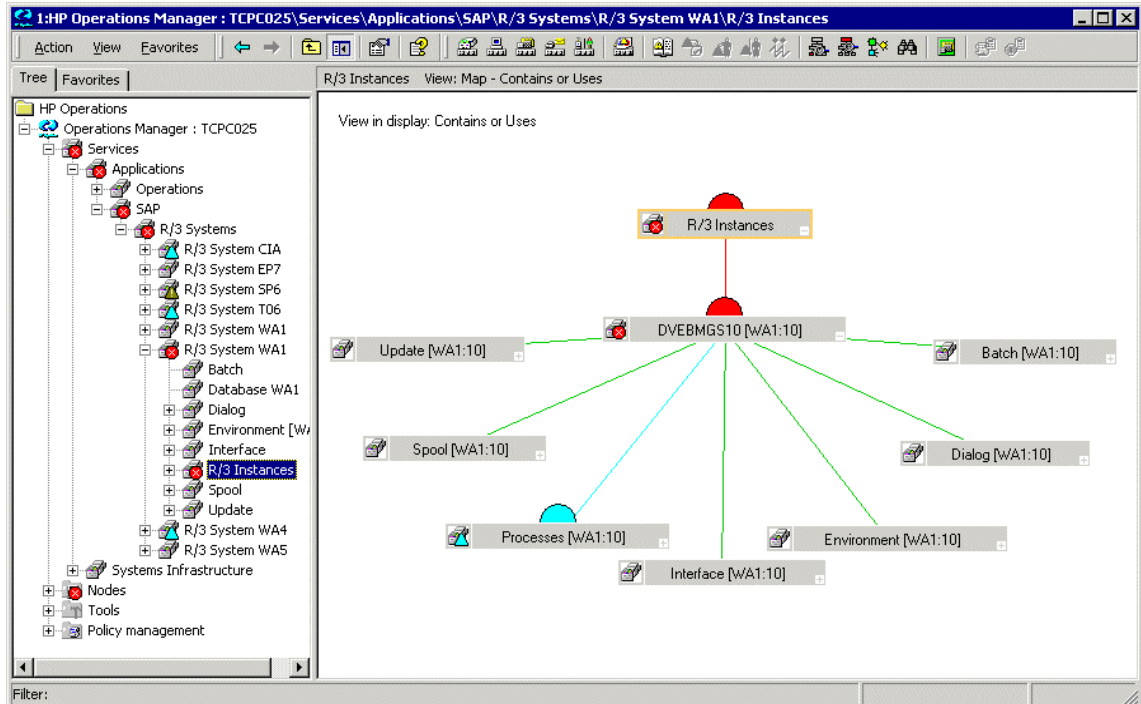 1:HP Operations Manager : TCPC025\Services\Applications\SAP\R/3 Systems\R/3 System WA1\R/3 Instances
Action View Favorites
Tree Favorites
R/3 Instances View: Map - Contains or Uses
HP Operations
Operations Manager : TCPC025
Services
Applications
Operations
SAP
R/3 Systems
R/3 System CIA
R/3 System EP7
R/3 System SP6
R/3 System T06
R/3 System WA1
R/3 System WA1
Batch
Database WA1
Dialog
Environment [WA
Interface
R/3 Instances
Spool
Update
R/3 System WA4
R/3 System WA5
Systems Infrastructure
Nodes
Tools
Policy management
View in display: Contains or Uses
R/3 Instances
DVEBMGS10 [WA1:10]
Update [WA1:10]
Batch [WA1:10]
Spool [WA1:10]
Dialog [WA1:10]
Processes [WA1:10]
Environment [WA1:10]
Interface [WA1:10]
Filter: